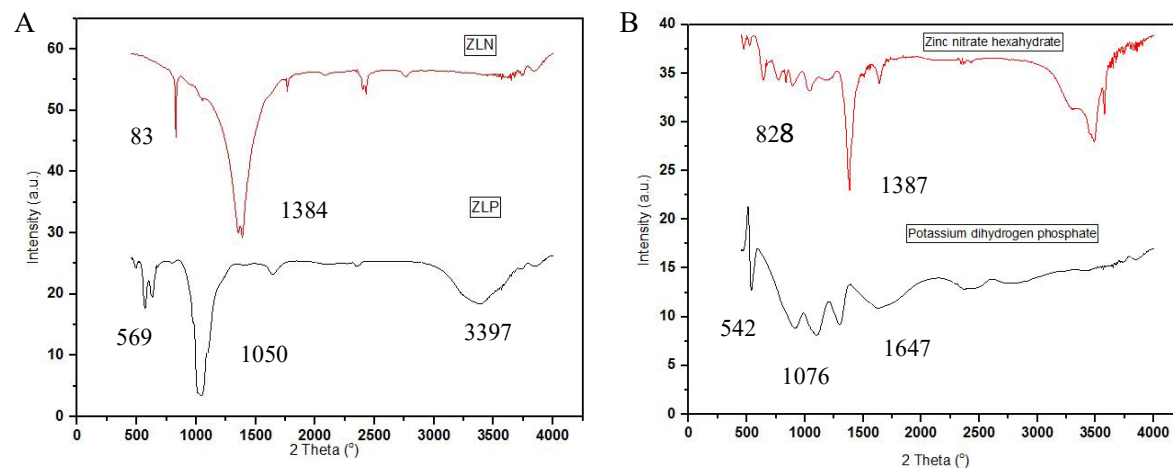 A
ZLN
83
1384
ZLP
569
1050
3397
Intensity (a.u.)
60
50
40
30
20
10
0
0 500 1000 1500 2000 2500 3000 3500 4000
2 Theta (°)
B
Zinc nitrate hexahydrate
828
1387
Potassium dihydrogen phosphate
542
1076
1647
Intensity (a.u.)
40
35
30
25
20
15
10
5
0
0 500 1000 1500 2000 2500 3000 3500 4000
2 Theta (°)